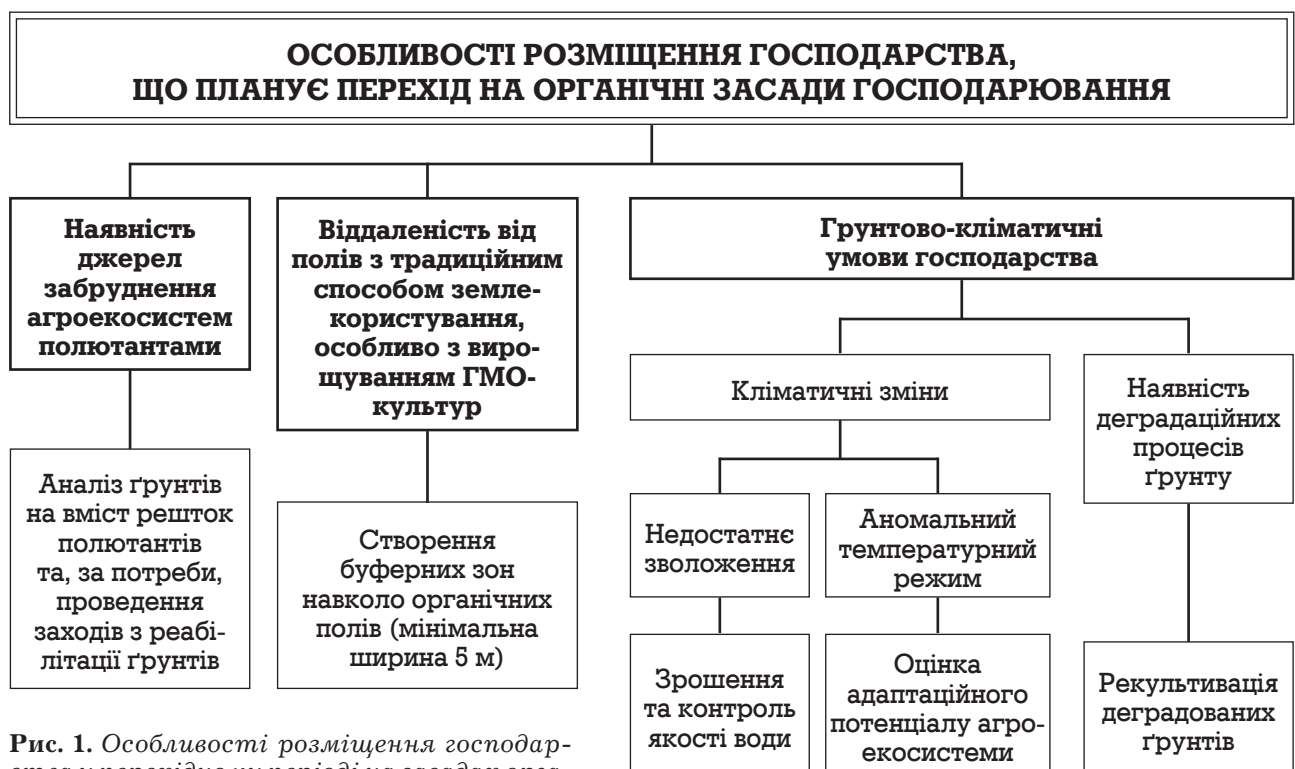 ОСОБЛИВОСТІ РОЗМІЩЕННЯ ГОСПОДАРСТВА,
ЩО ПЛАНУЄ ПЕРЕХІД НА ОРГАНІЧНІ ЗАСАДИ ГОСПОДАРЮВАННЯ
Наявність
джерел
забруднення
агроекосистем
полютантами
Віддаленість від
полів з традиційним
способом земле-
користування,
особливо з виро-
щуванням ГМО-
культур
Грунтово-кліматичні
умови господарства
Кліматичні зміни
Наявність
деградаційних
процесів
ґрунту
Аналіз ґрунтів
на вміст решток
полютантів
та, за потреби,
проведення
заходів з реабі-
літації ґрунтів
Створення
буферних зон
навколо органічних
полів (мінімальна
ширина 5 м)
Недостатнє
зволоження
Аномальний
температурний
режим
Зрошення
та контроль
якості води
Оцінка
адаптаційного
потенціалу агро-
екосистеми
Рекультивація
деградованих
ґрунтів
Рис. 1. Особливості розміщення господар-